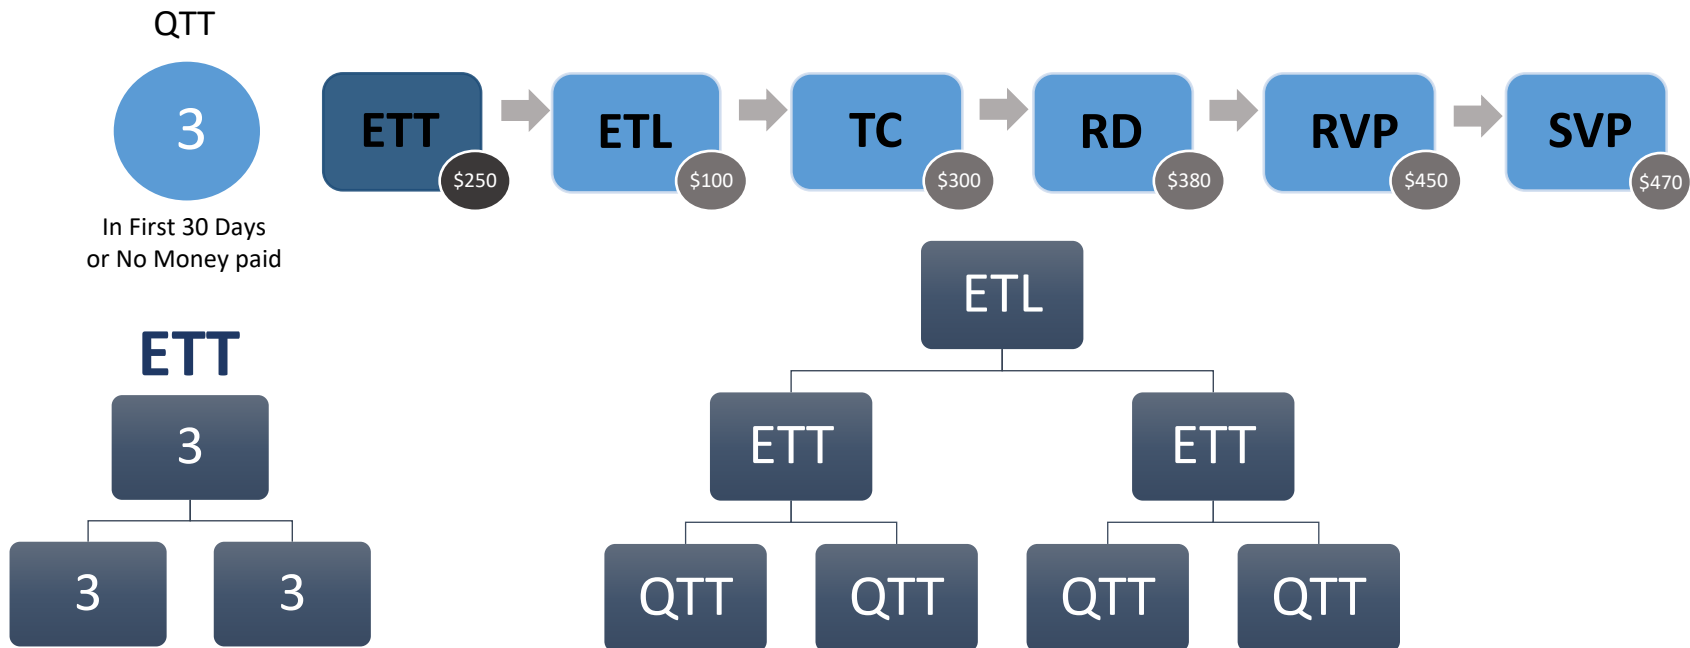 QTT
3
In First 30 Days
or No Money paid
ETT
$250
ETL
$100
TC
$300
RD
$380
RVP
$450
SVP
$470
ETT
3
3
3
ETL
ETT
ETT
QTT
QTT
QTT
QTT